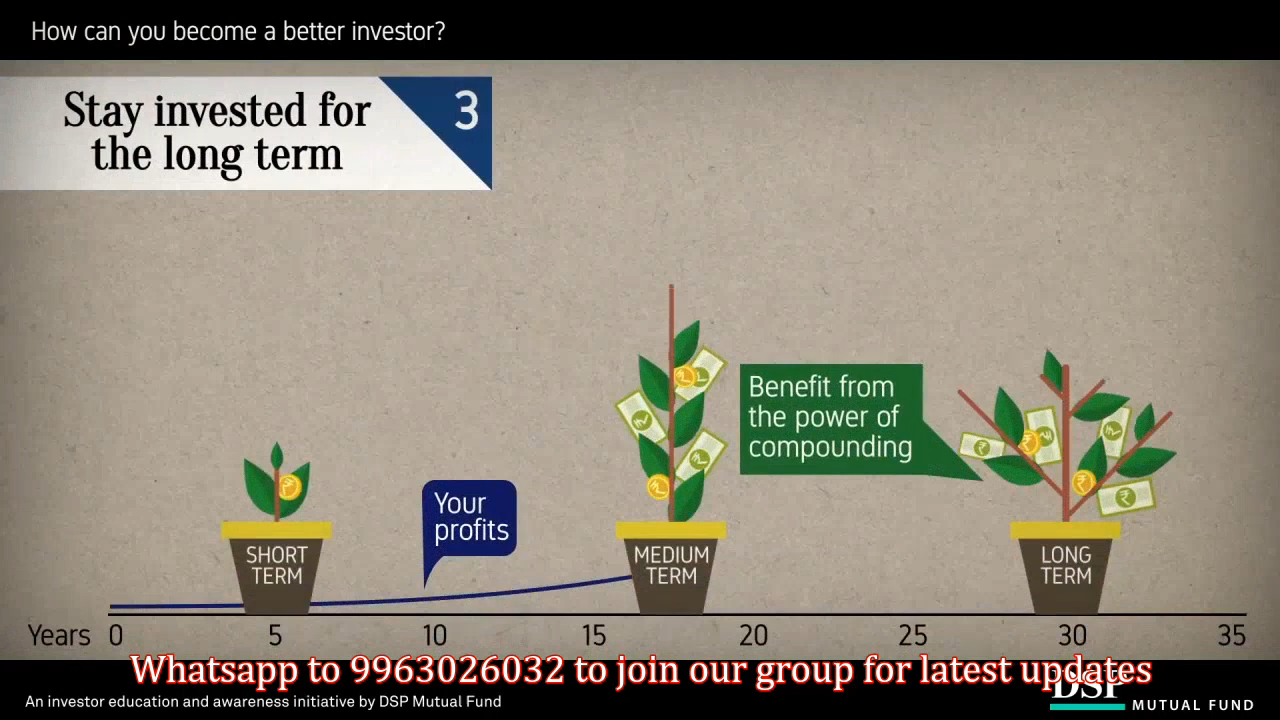 How can you become a better investor?
Stay invested for
the long term
3
Benefit from
the power of
compounding
Your
profits
SHORT
TERM
MEDIUM
TERM
LONG
TERM
Years 0 5 10 15 20 25 30 35
Whatsapp to 9963026032 to join our group for latest updates
An investor education and awareness initiative by DSP Mutual Fund
DSP
MUTUAL FUND